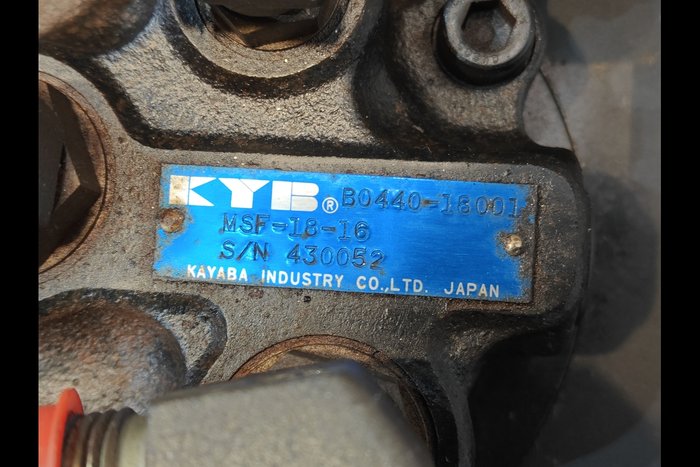 KYB® B0440-18001
MSF-18-16
S/N 430052
KAYABA INDUSTRY CO.,LTD. JAPAN